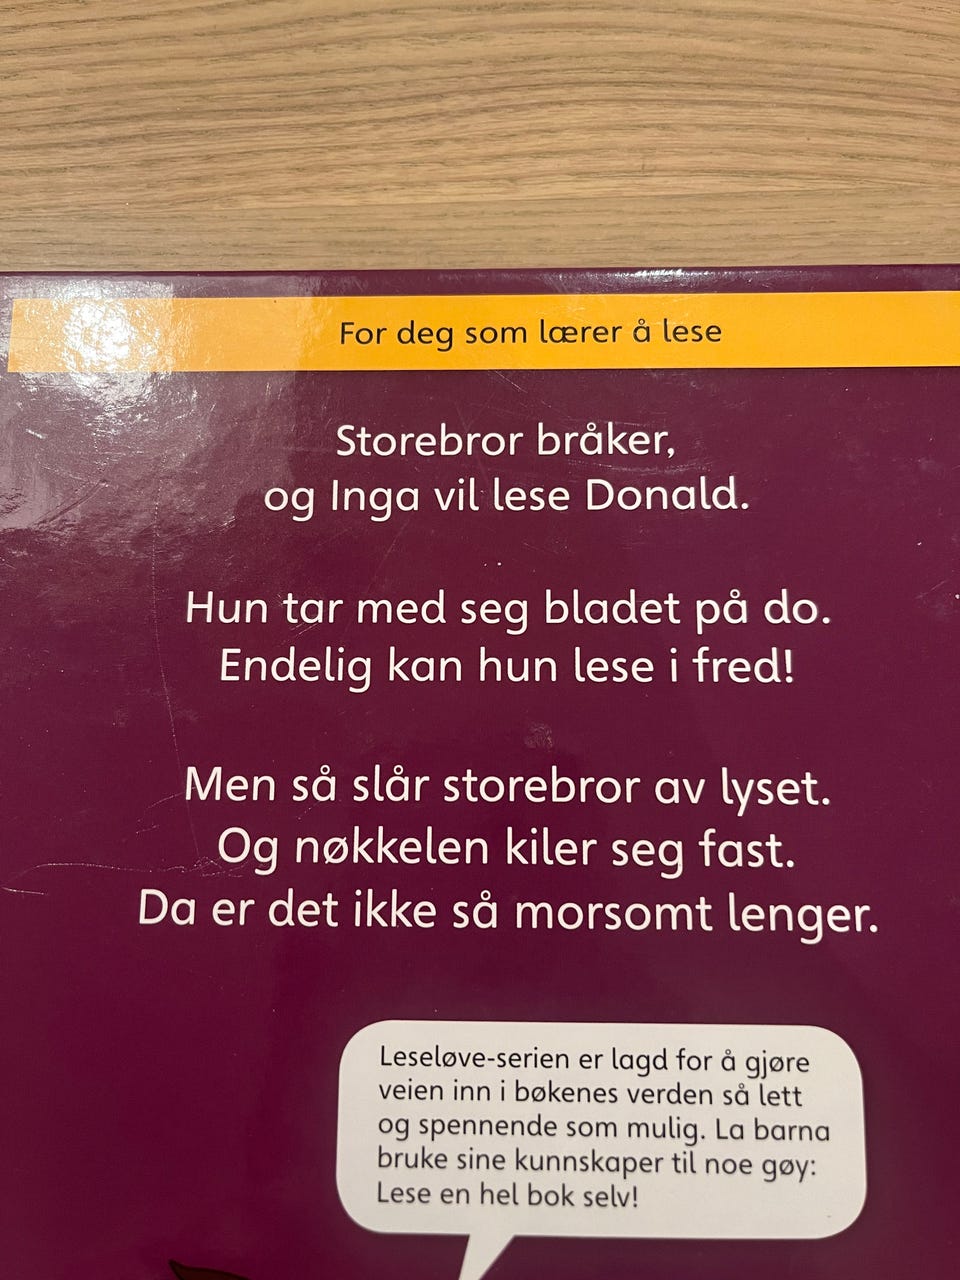 For deg som lærer å lese
Storebror bråker,
og Inga vil lese Donald.
Hun tar med seg bladet på do.
Endelig kan hun lese i fred!
Men så slår storebror av lyset.
Og nøkkelen kiler seg fast.
Da er det ikke så morsomt lenger.
Leseløve-serien er lagd for å gjøre
veien inn i bøkenes verden så lett
og spennende som mulig. La barna
bruke sine kunnskaper til noe gøy:
Lese en hel bok selv!